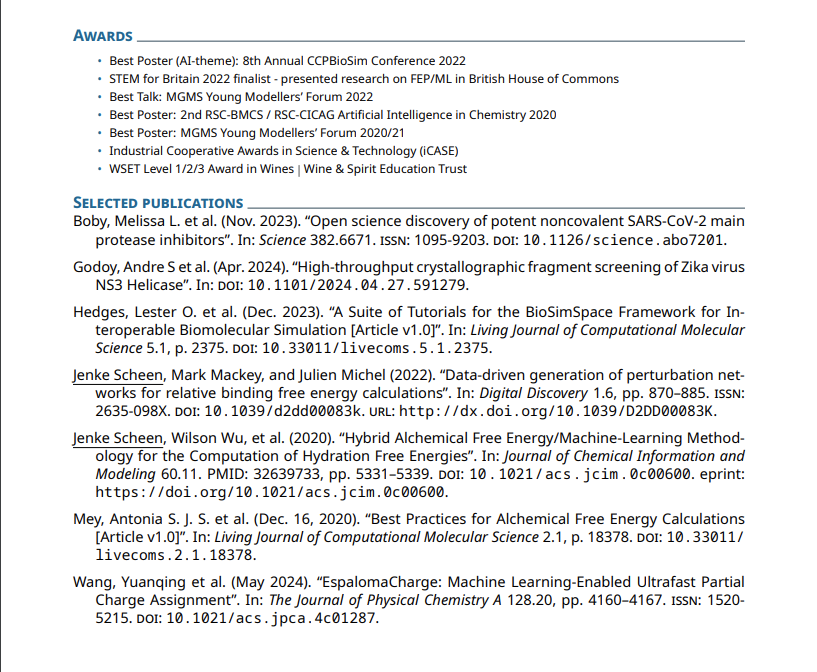 AWARDS
• Best Poster (AI-theme): 8th Annual CCPBioSim Conference 2022
• STEM for Britain 2022 finalist - presented research on FEP/ML in British House of Commons
• Best Talk: MGMS Young Modellers’ Forum 2022
• Best Poster: 2nd RSC-BMCS / RSC-CICAG Artificial Intelligence in Chemistry 2020
• Best Poster: MGMS Young Modellers’ Forum 2020/21
• Industrial Cooperative Awards in Science & Technology (iCASE)
• WSET Level 1/2/3 Award in Wines | Wine & Spirit Education Trust
SELECTED PUBLICATIONS
Boby, Melissa L. et al. (Nov. 2023). “Open science discovery of potent noncovalent SARS-CoV-2 main
protease inhibitors”. In: Science 382.6671. ISSN: 1095-9203. DOI: 10.1126/science.abo7201.
Godoy, Andre S et al. (Apr. 2024). “High-throughput crystallographic fragment screening of Zika virus
NS3 Helicase”. In: DOI: 10.1101/2024.04.27.591279.
Hedges, Lester O. et al. (Dec. 2023). “A Suite of Tutorials for the BioSimSpace Framework for In-
teroperable Biomolecular Simulation [Article v1.0]”. In: Living Journal of Computational Molecular
Science 5.1, p. 2375. DOI: 10.33011/livecoms.5.1.2375.
Jenke Scheen, Mark Mackey, and Julien Michel (2022). “Data-driven generation of perturbation net-
works for relative binding free energy calculations”. In: Digital Discovery 1.6, pp. 870–885. ISSN:
2635-098X. DOI: 10.1039/d2dd00083k. URL: http://dx.doi.org/10.1039/D2DD00083K.
Jenke Scheen, Wilson Wu, et al. (2020). “Hybrid Alchemical Free Energy/Machine-Learning Method-
ology for the Computation of Hydration Free Energies”. In: Journal of Chemical Information and
Modeling 60.11. PMID: 32639733, pp. 5331–5339. DOI: 10.1021/acs.jcim.0c00600. eprint:
https://doi.org/10.1021/acs.jcim.0c00600.
Mey, Antonia S. J. S. et al. (Dec. 16, 2020). “Best Practices for Alchemical Free Energy Calculations
[Article v1.0]”. In: Living Journal of Computational Molecular Science 2.1, p. 18378. DOI: 10.33011/
livecoms.2.1.18378.
Wang, Yuanqing et al. (May 2024). “EspalomaCharge: Machine Learning-Enabled Ultrafast Partial
Charge Assignment”. In: The Journal of Physical Chemistry A 128.20, pp. 4160–4167. ISSN: 1520-
5215. DOI: 10.1021/acs.jpca.4c01287.